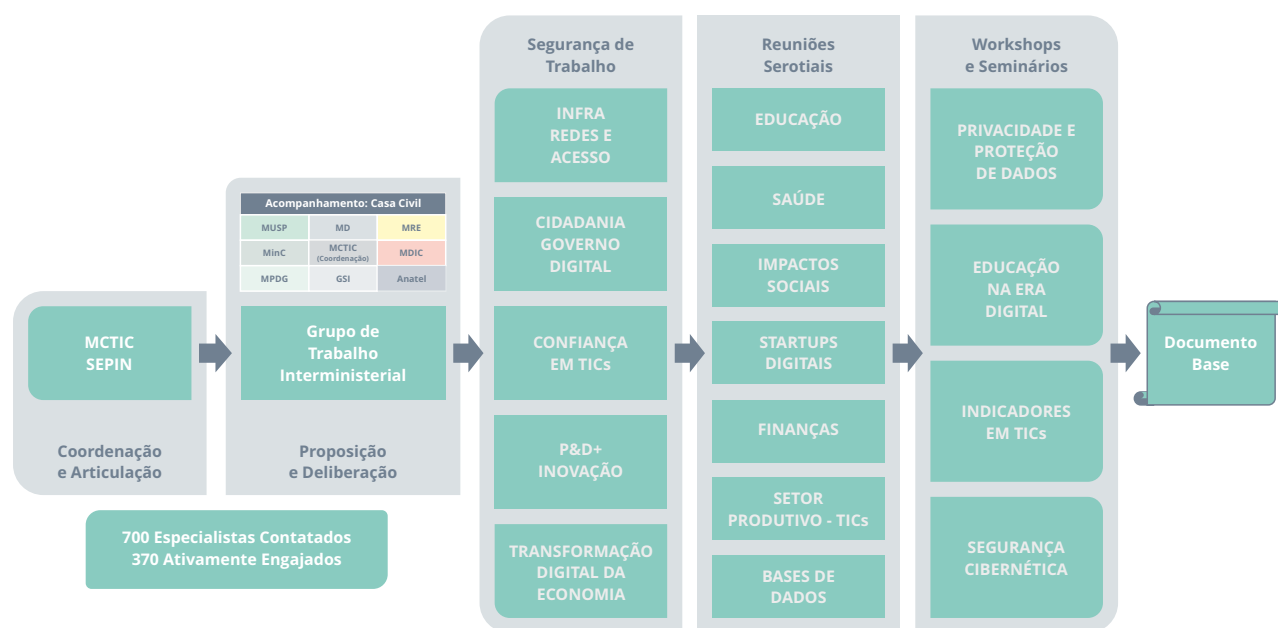 MCTIC
SEPIN
Coordenação
e Articulação
Acompanhamento: Casa Civil
MUSP
MD
MRE
MinC
MCTIC
(Coordenação)
MDIC
MPDG
GSI
Anatel
Grupo de
Trabalho
Interministerial
Proposição
e Deliberação
700 Especialistas Contatados
370 Ativamente Engajados
Segurança de
Trabalho
INFRA
REDES E
ACESSO
CIDADANIA
GOVERNO
DIGITAL
CONFIANÇA
EM TICs
P&D+
INOVAÇÃO
TRANSFORMAÇÃO
DIGITAL DA
ECONOMIA
Reuniões
Serotiais
EDUCAÇÃO
SAÚDE
IMPACTOS
SOCIAIS
STARTUPS
DIGITAIS
FINANÇAS
SETOR
PRODUTIVO - TICs
BASES DE
DADOS
Workshops
e Seminários
PRIVACIDADE E
PROTEÇÃO
DE DADOS
EDUCAÇÃO
NA ERA
DIGITAL
INDICADORES
EM TICs
SEGURANÇA
CIBERNÉTICA
Documento
Base